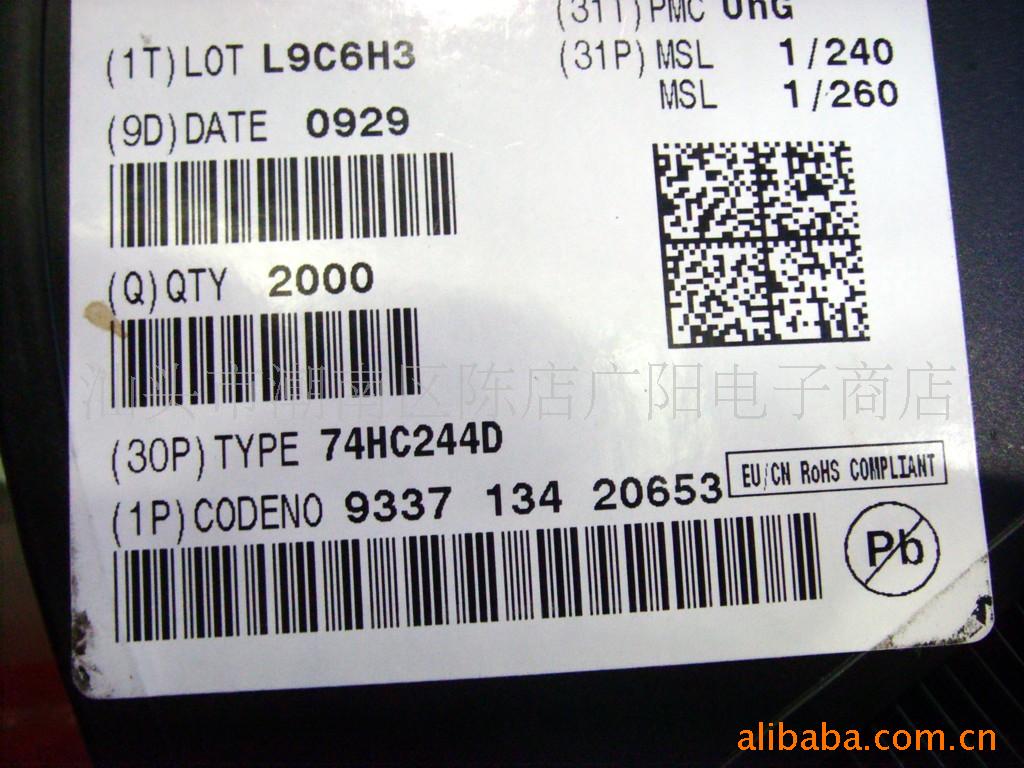 (31T) PMC
(1T) LOT L9C6H3
(31P) MSL 1/240
MSL 1/260
(9D) DATE 0929
(Q) QTY 2000
汕头市潮南区陈店广阳电子商店
(30P) TYPE 74HC244D
EU/CN RoHS COMPLIANT
(1P) CODENO 9337 134 20653
Pb
alibaba.com.cn